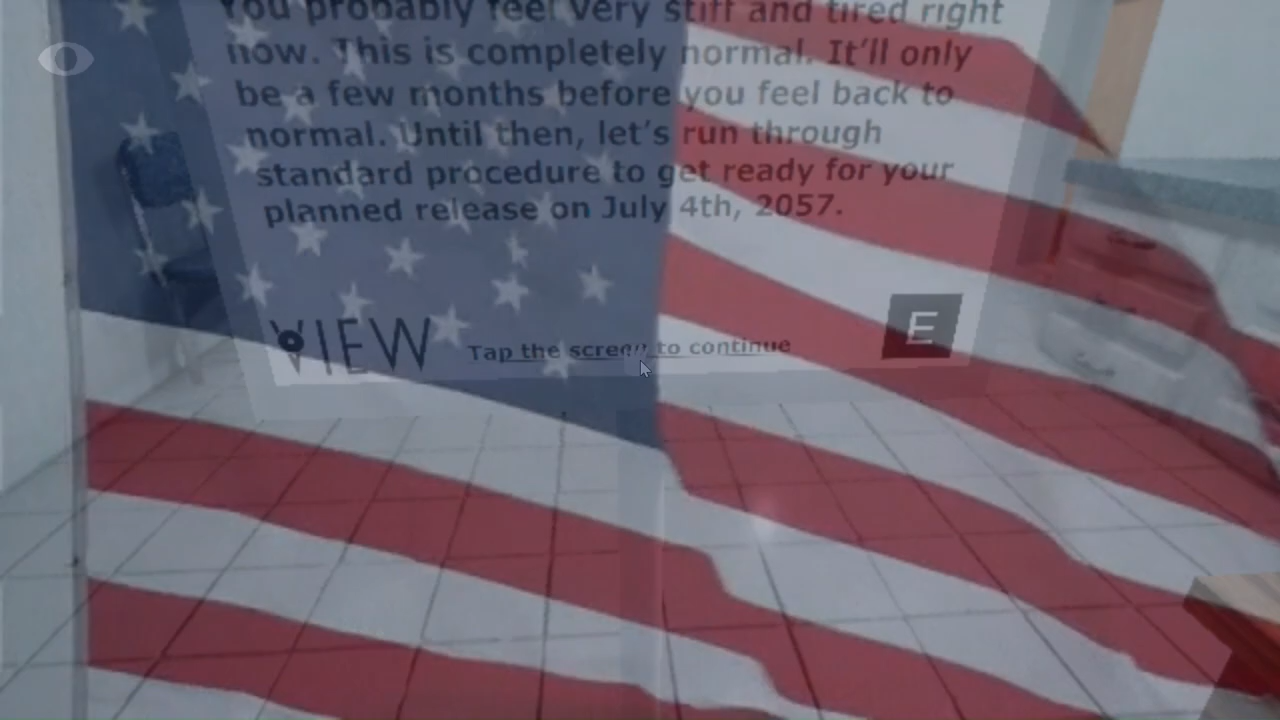 You probably feel very stiff and tired right
now. This is completely normal. It'll only
be a few months before you feel back to
normal. Until then, let's run through
standard procedure to get ready for your
planned release on July 4th, 2057.
VIEW Tap the screen to continue E